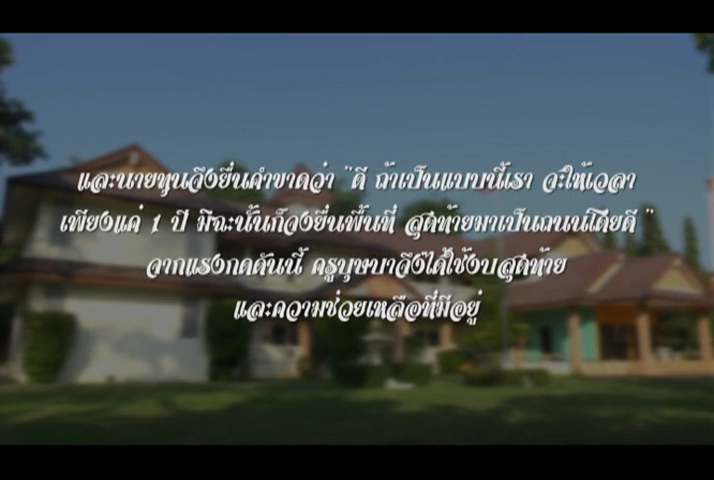 และนายทุนจึงยื่นคำขาดว่า "ดี ถ้าเป็นแบบนี้เรา จะให้เวลา
เพียงแค่ 1 ปี มิฉะนั้นก็จงยื่นพื้นที่ สุดท้ายมาเป็นถนนโดยดี "
จากแรงกดดันนี้ ครูบุษบาจึงได้ใช้งบสุดท้าย
และความช่วยเหลือที่มีอยู่